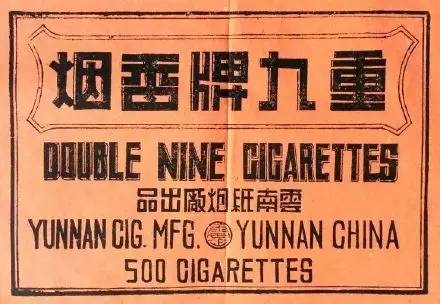 重九牌香烟
DOUBLE NINE CIGARETTES
雲南紙烟廠出品
YUNNAN CIG. MFG. YUNNAN CHINA
500 CIGARETTES